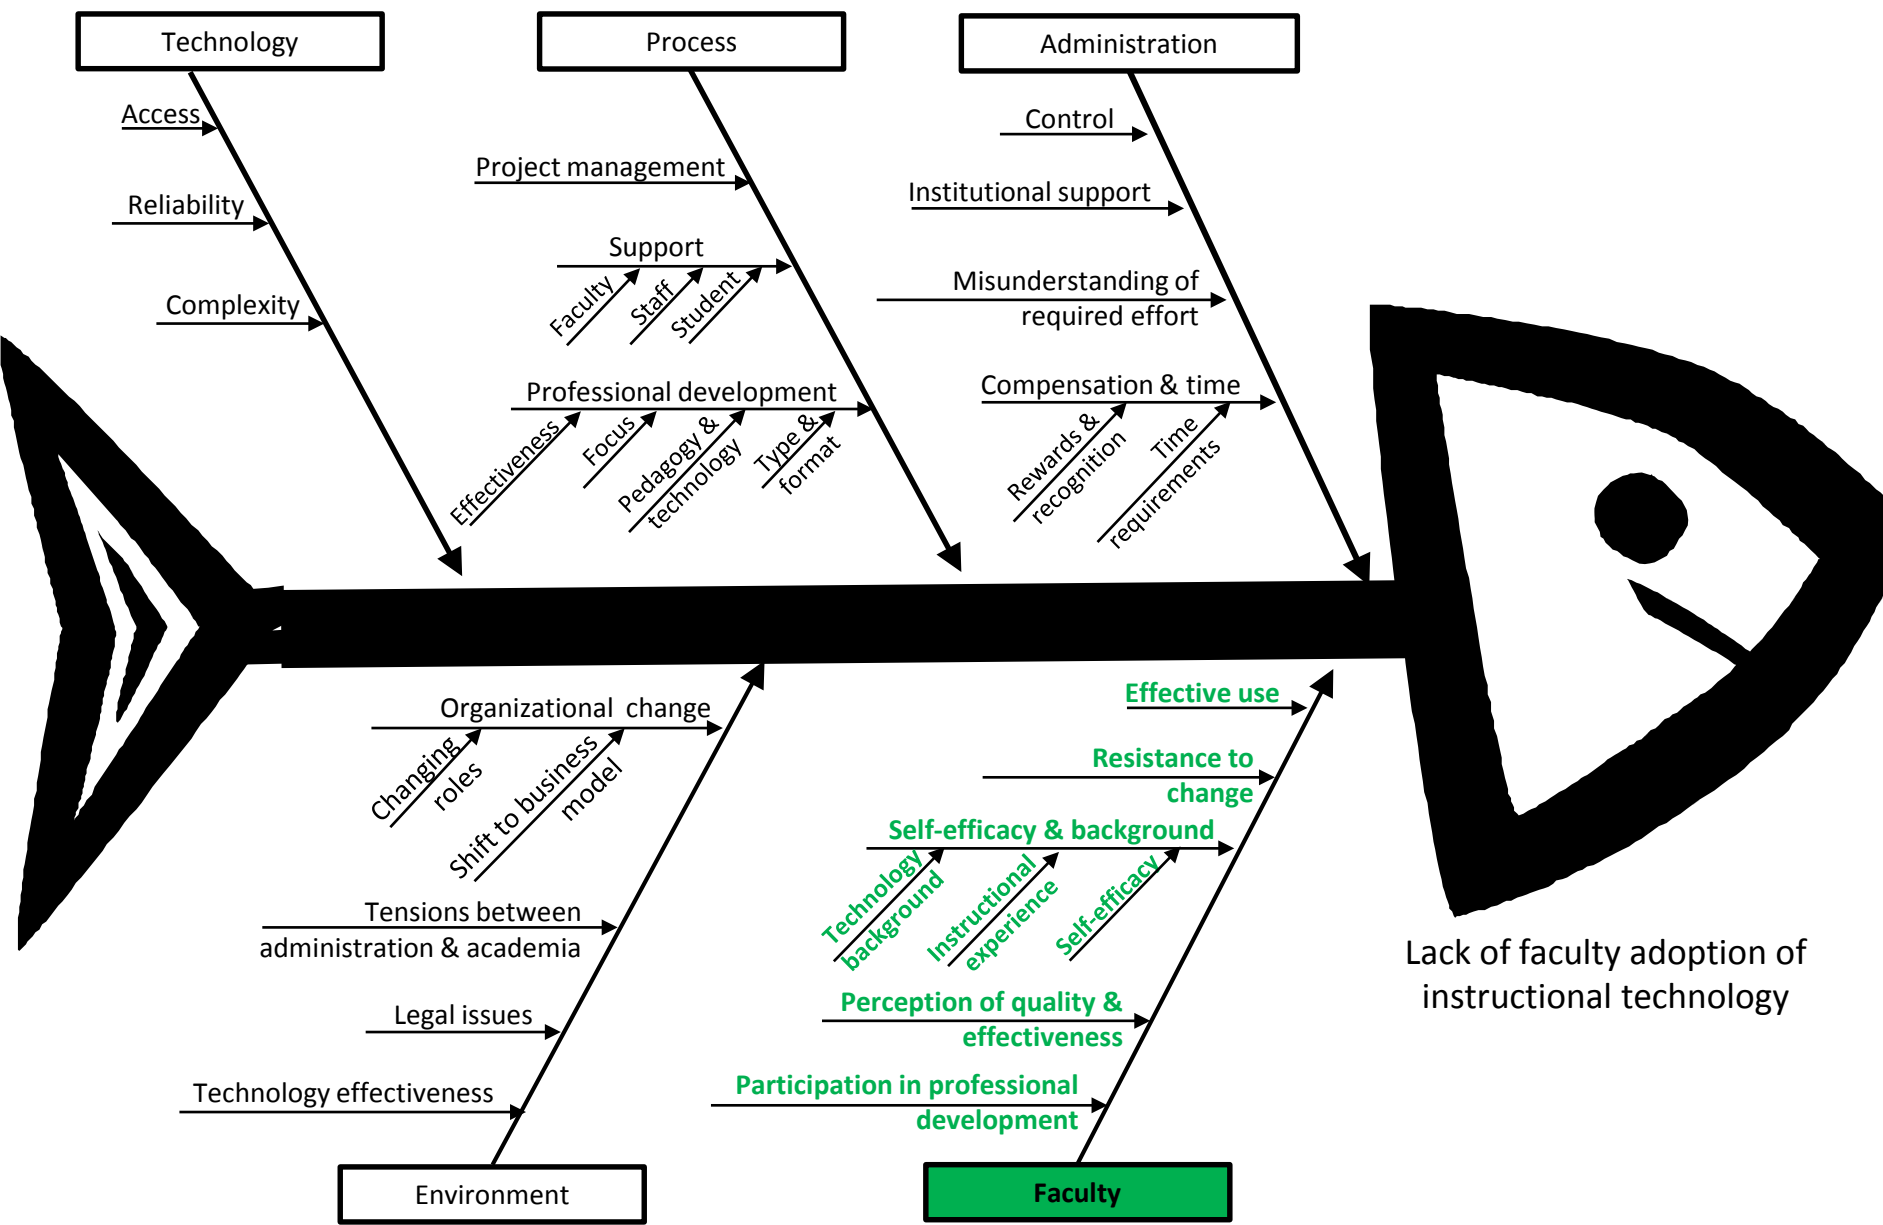 Technology
Process
Administration
Access
Reliability
Complexity
Project management
Support
Faculty
Staff
Student
Professional development
Effectiveness
Focus
Pedagogy &
technology
Type &
format
Control
Institutional support
Misunderstanding of
required effort
Compensation & time
Rewards &
recognition
Time
requirements
Organizational change
Changing
roles
Shift to business
model
Tensions between
administration & academia
Legal issues
Technology effectiveness
Environment
Effective use
Resistance to
change
Self-efficacy & background
Technology
background
Instructional
experience
Self-efficacy
Perception of quality &
effectiveness
Participation in professional
development
Faculty
Lack of faculty adoption of
instructional technology